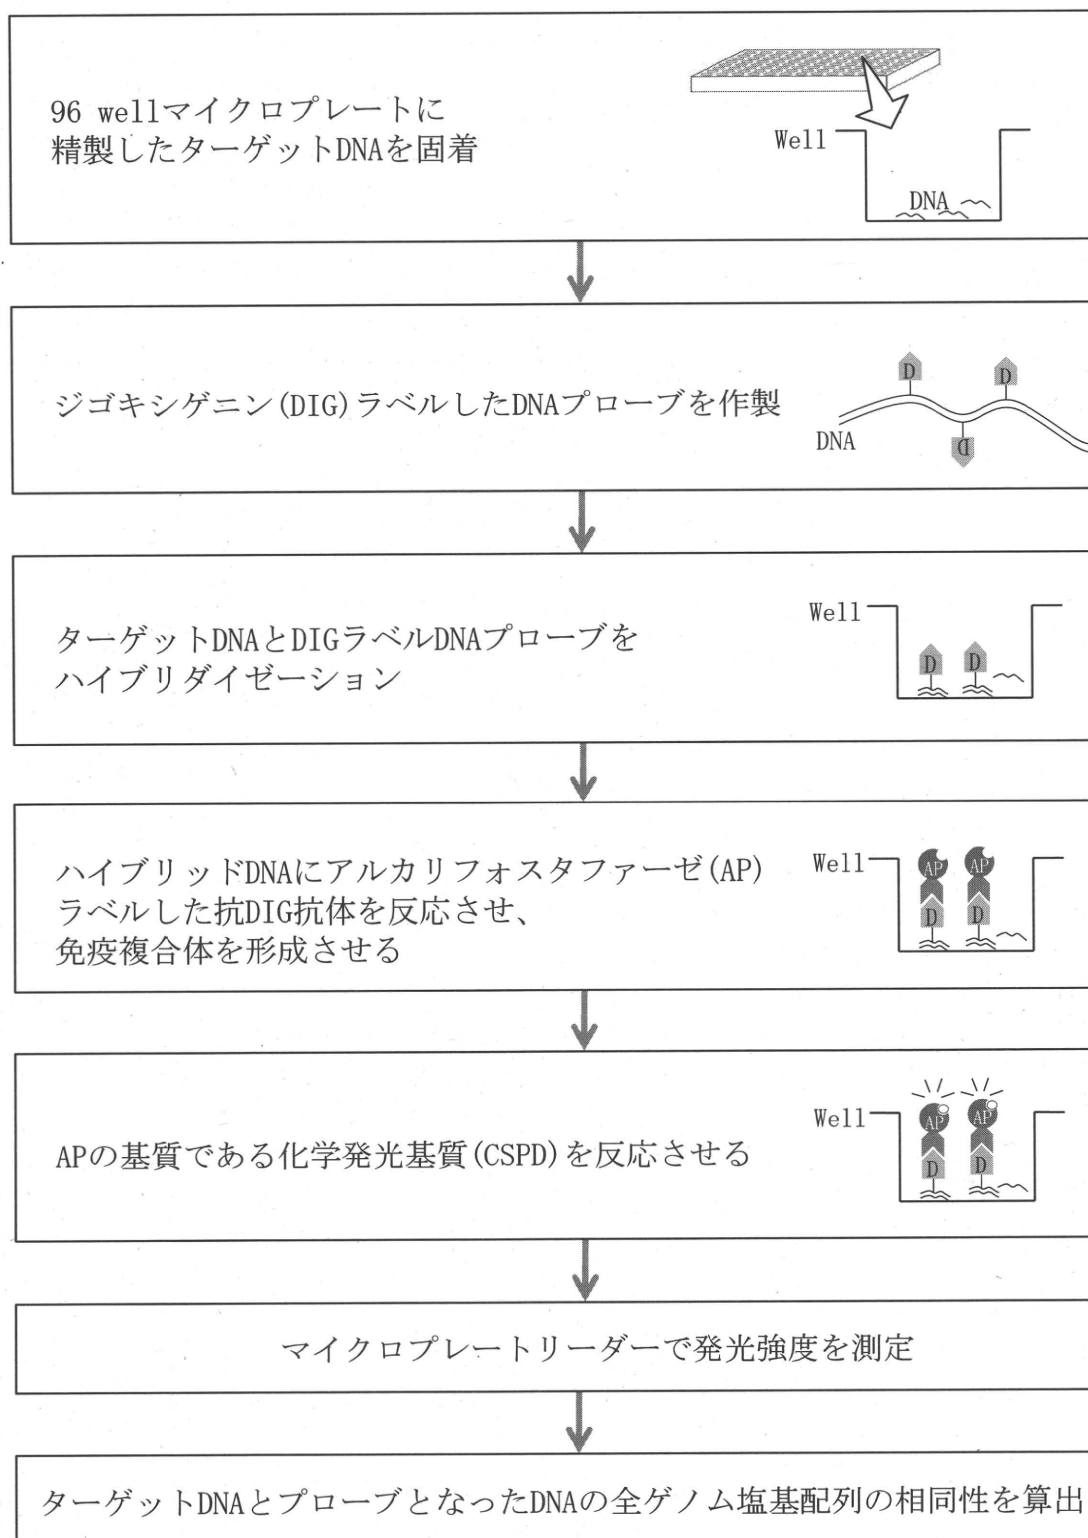 96 wellマイクロプレートに
精製したターゲットDNAを固着
Well
DNA
ジゴキシゲニン(DIG)ラベルしたDNAプローブを作製
D
D
D
DNA
ターゲットDNAとDIGラベルDNAプローブを
ハイブリダイゼーション
Well
D D
ハイブリッドDNAにアルカリフォスタファーゼ(AP)
ラベルした抗DIG抗体を反応させ、
免疫複合体を形成させる
Well
AP AP
D D
APの基質である化学発光基質(CSPD)を反応させる
Well
AP AP
D D
マイクロプレートリーダーで発光強度を測定
ターゲットDNAとプローブとなったDNAの全ゲノム塩基配列の相同性を算出